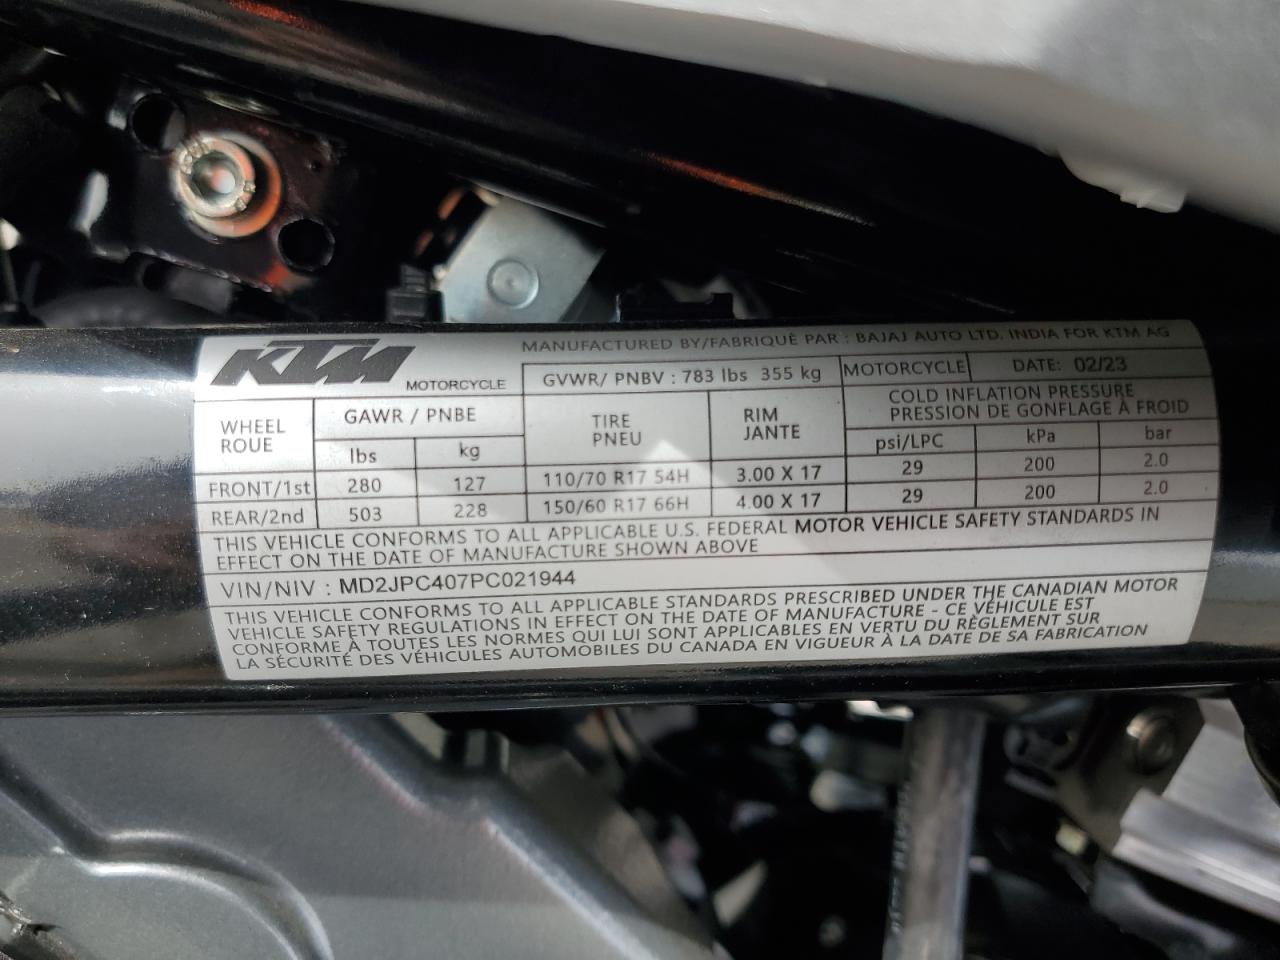 KTM MOTORCYCLE
MANUFACTURED BY/FABRIQUÈ PAR : BAJAJ AUTO LTD. INDIA FOR KTM AG
GVWR/ PNBV : 783 lbs 355 kg MOTORCYCLE DATE: 02/23
WHEEL ROUE
GAWR / PNBE
lbs kg
TIRE PNEU
RIM JANTE
COLD INFLATION PRESSURE
PRESSION DE GONFLAGE À FROID
psi/LPC kPa bar
FRONT/1st 280 127 110/70 R17 54H 3.00 X 17 29 200 2.0
REAR/2nd 503 228 150/60 R17 66H 4.00 X 17 29 200 2.0
THIS VEHICLE CONFORMS TO ALL APPLICABLE U.S. FEDERAL MOTOR VEHICLE SAFETY STANDARDS IN
EFFECT ON THE DATE OF MANUFACTURE SHOWN ABOVE
VIN/NIV : MD2JPC407PC021944
THIS VEHICLE CONFORMS TO ALL APPLICABLE STANDARDS PRESCRIBED UNDER THE CANADIAN MOTOR
VEHICLE SAFETY REGULATIONS IN EFFECT ON THE DATE OF MANUFACTURE - CE VÉHICULE EST
CONFORME À TOUTES LES NORMES QUI LUI SONT APPLICABLES EN VERTU DU RÈGLEMENT SUR
LA SÉCURITÉ DES VÉHICULES AUTOMOBILES DU CANADA EN VIGUEUR À LA DATE DE SA FABRICATION